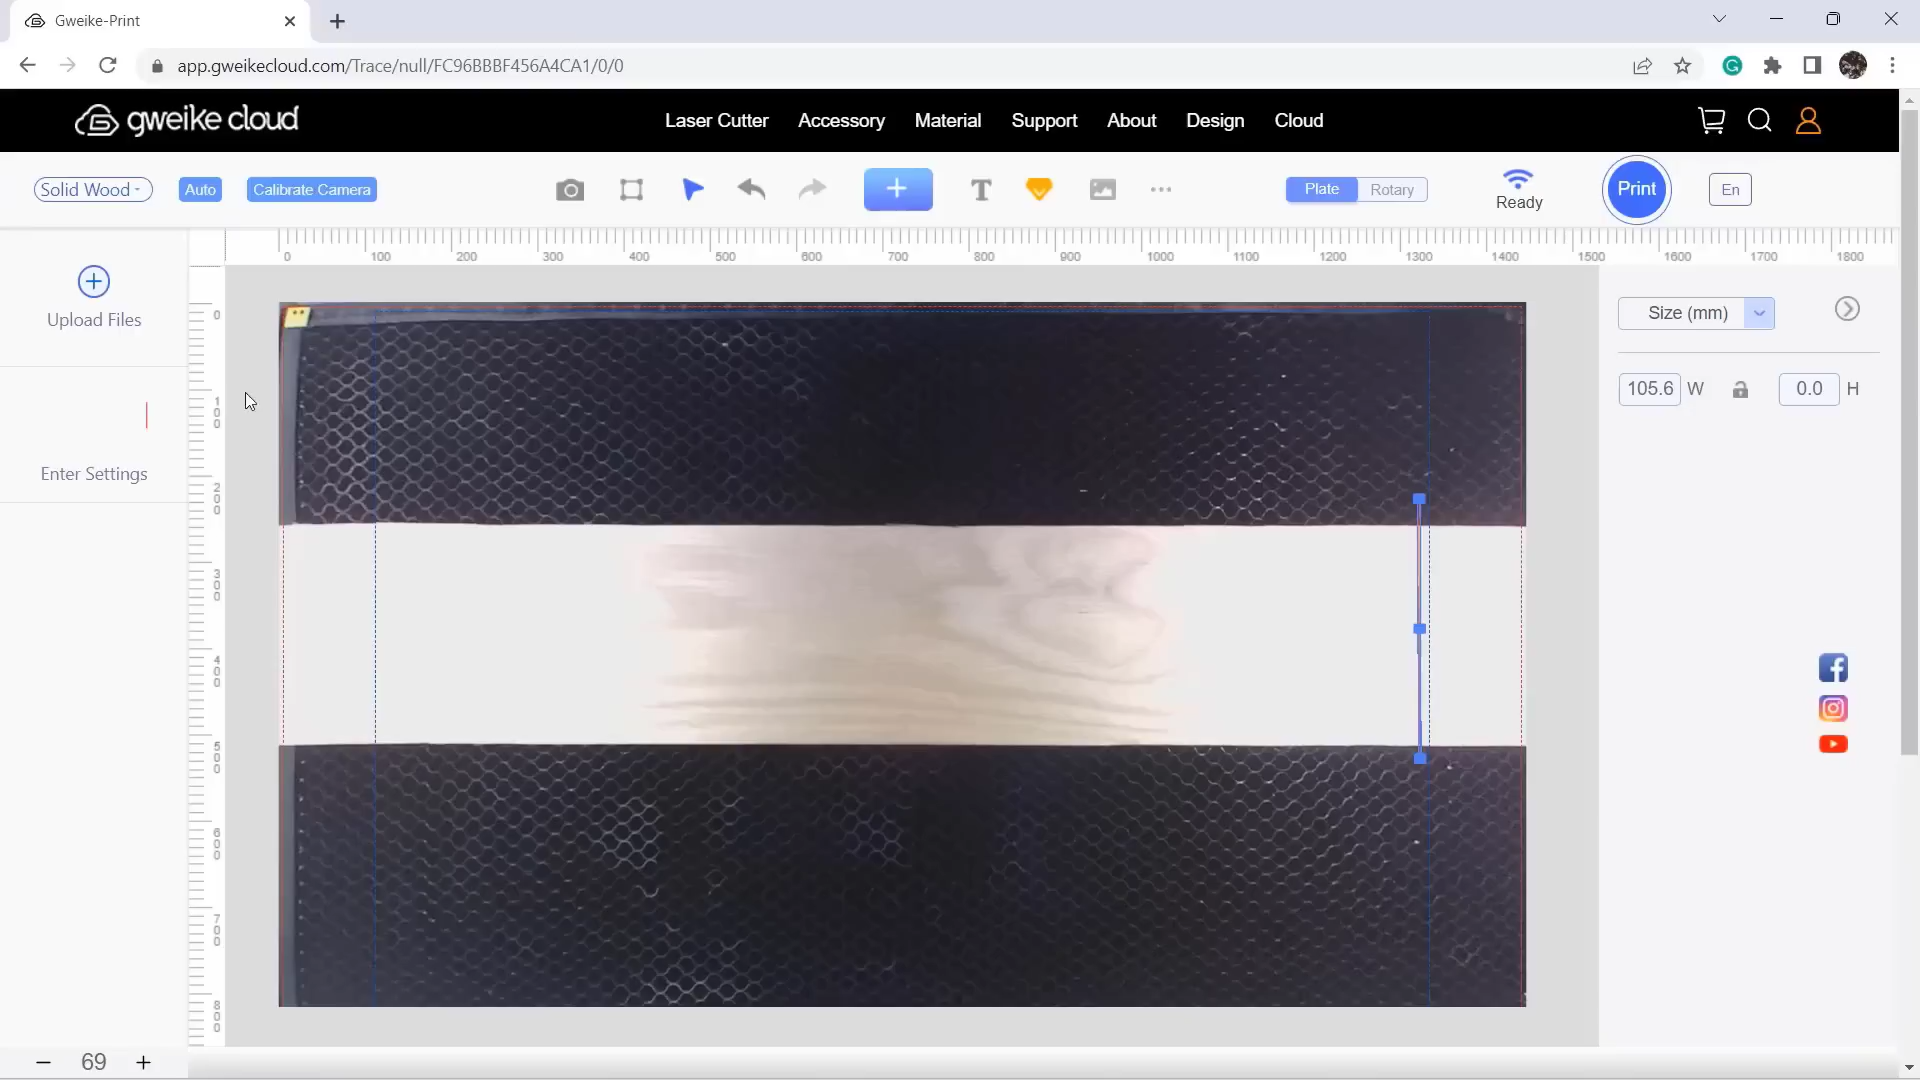 Gweike-Print
app.gweikecloud.com/Trace/null/FC96BBBF456A4CA1/0/0
gweike cloud
Laser Cutter Accessory Material Support About Design Cloud
Solid Wood Auto Calibrate Camera T Plate Rotary Ready Print En
0 100 200 300 400 500 600 700 800 900 1000 1100 1200 1300 1400 1500 1600 1700 1800
0
100
200
300
400
500
600
700
800
Upload Files
Enter Settings
Size (mm)
105.6 W 0.0 H
69